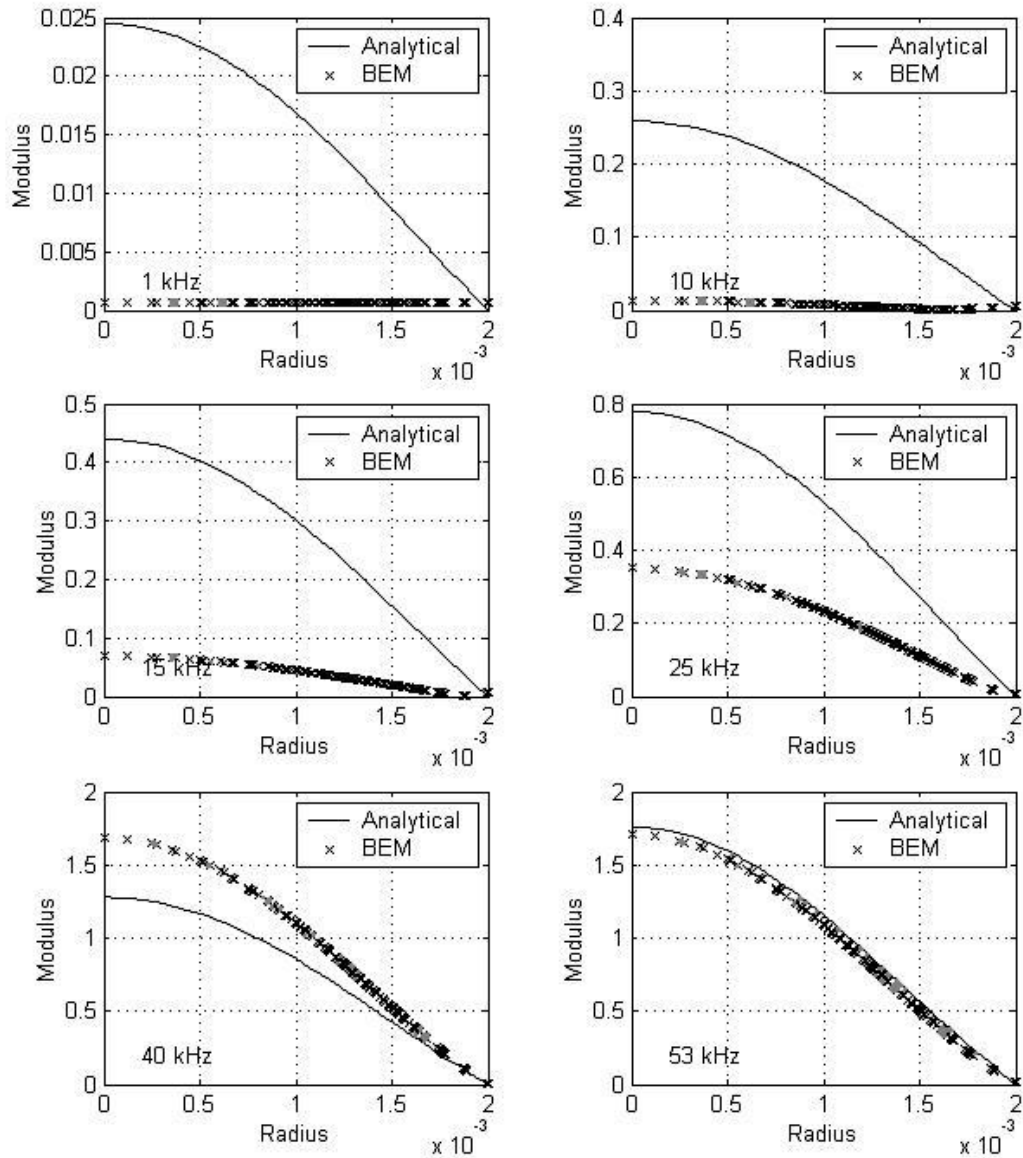 0.025
0.02
0.015
0.01
0.005
0
Modulus
Analytical
BEM
1 kHz
0 0.5 1 1.5 2
Radius
x 10⁻³
0.4
0.3
0.2
0.1
0
Modulus
Analytical
BEM
10 kHz
0 0.5 1 1.5 2
Radius
x 10⁻³
0.5
0.4
0.3
0.2
0.1
0
Modulus
Analytical
BEM
15 kHz
0 0.5 1 1.5 2
Radius
x 10⁻³
0.8
0.6
0.4
0.2
0
Modulus
Analytical
BEM
25 kHz
0 0.5 1 1.5 2
Radius
x 10⁻³
2
1.5
1
0.5
0
Modulus
Analytical
BEM
40 kHz
0 0.5 1 1.5 2
Radius
x 10⁻³
2
1.5
1
0.5
0
Modulus
Analytical
BEM
53 kHz
0 0.5 1 1.5 2
Radius
x 10⁻³